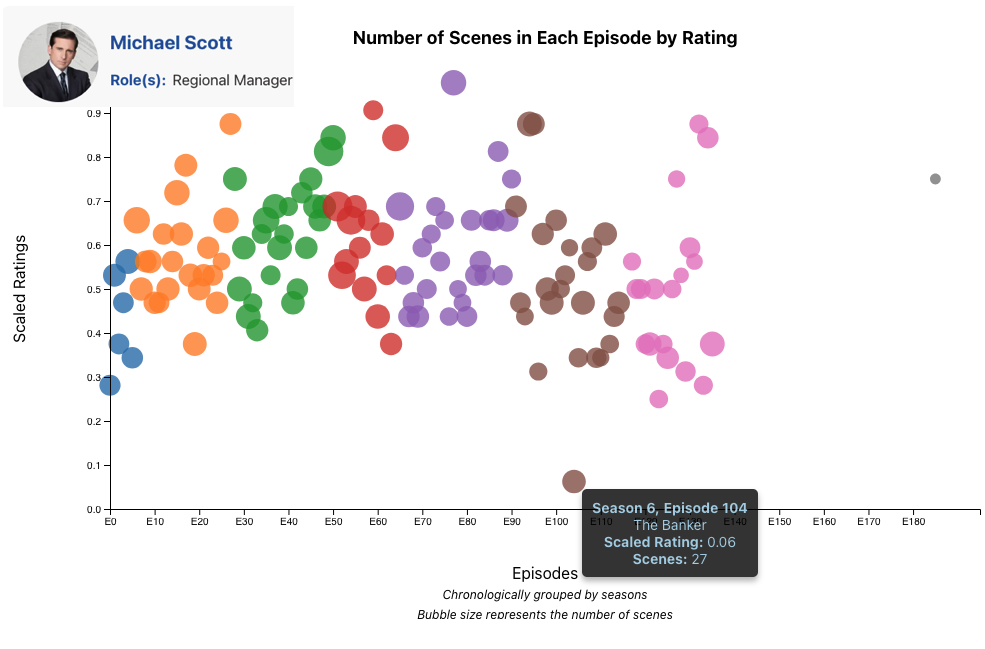 Michael Scott
Role(s): Regional Manager
Number of Scenes in Each Episode by Rating
Scaled Ratings
0.9
0.8
0.7
0.6
0.5
0.4
0.3
0.2
0.1
0.0
E0 E10 E20 E30 E40 E50 E60 E70 E80 E90 E100 E110 E140 E150 E160 E170 E180
Season 6, Episode 104
The Banker
Scaled Rating: 0.06
Scenes: 27
Episodes
Chronologically grouped by seasons
Bubble size represents the number of scenes